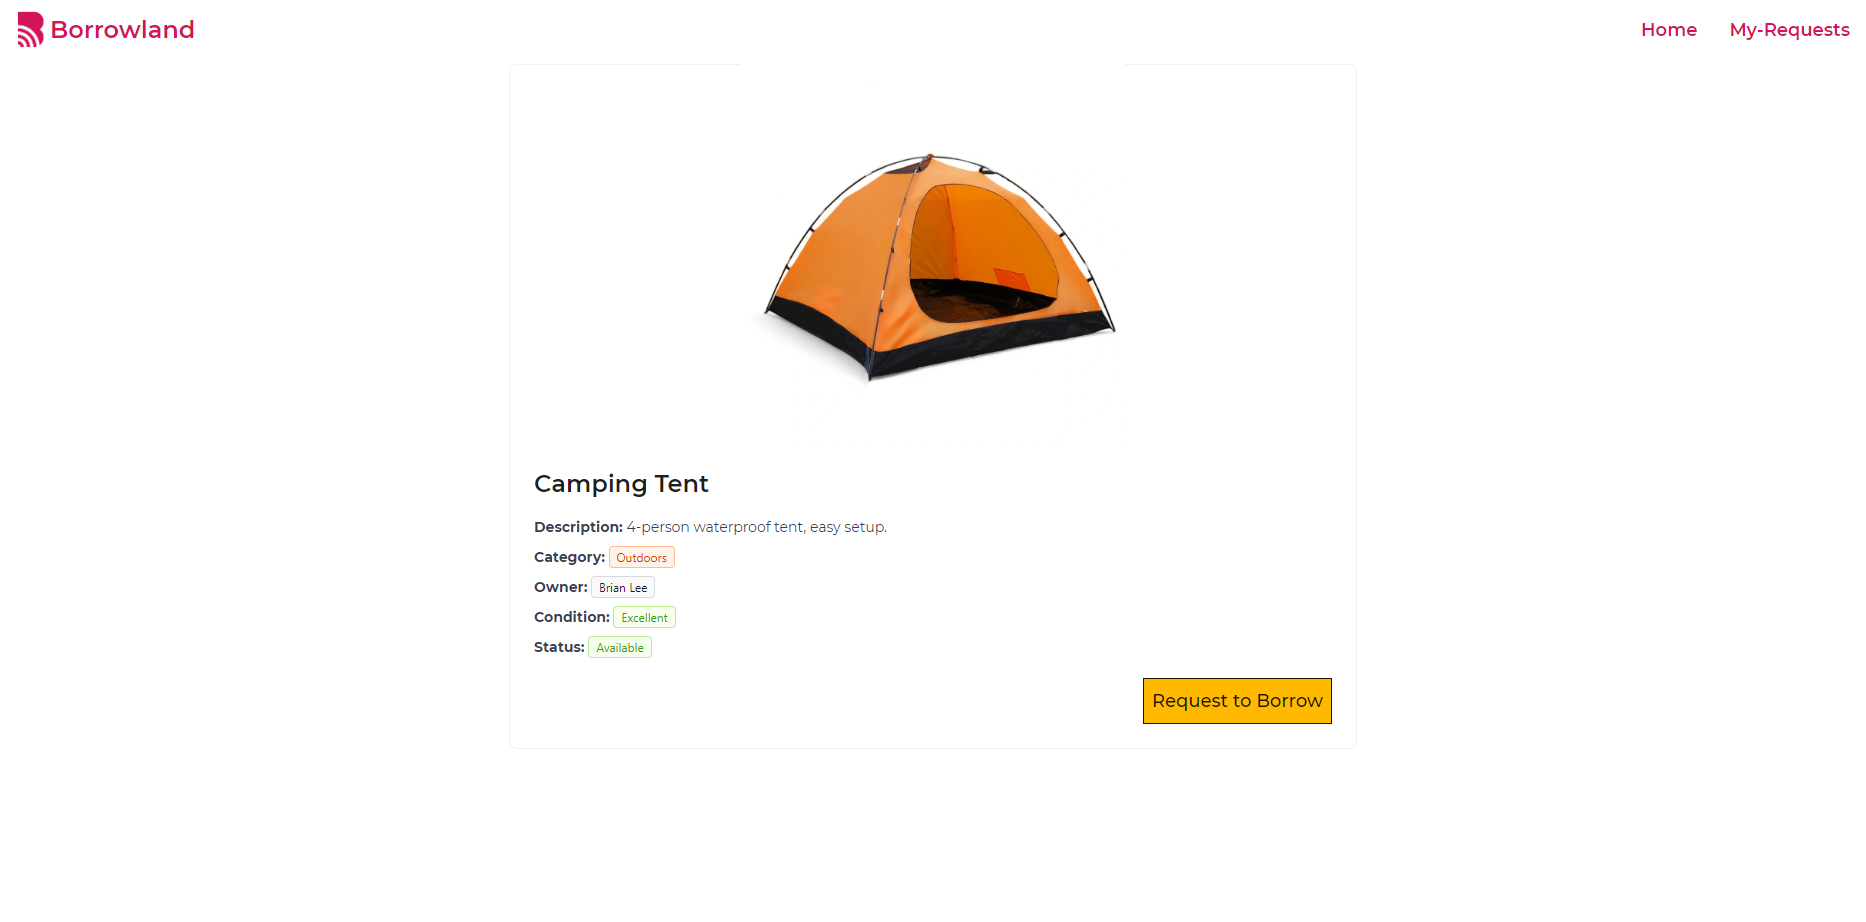 Borrowland
Home
My-Requests
Camping Tent
Description: 4-person waterproof tent, easy setup.
Category: Outdoors
Owner: Brian Lee
Condition: Excellent
Status: Available
Request to Borrow